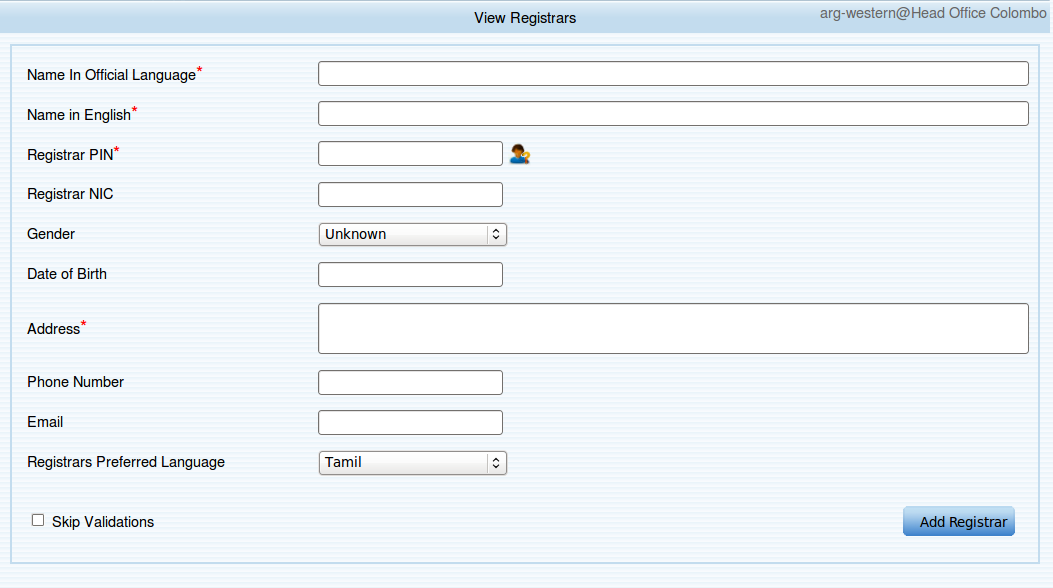 View Registrars
arg-western@Head Office Colombo
Name In Official Language*
Name in English*
Registrar PIN*
Registrar NIC
Gender
Unknown
Date of Birth
Address*
Phone Number
Email
Registrars Preferred Language
Tamil
Skip Validations
Add Registrar